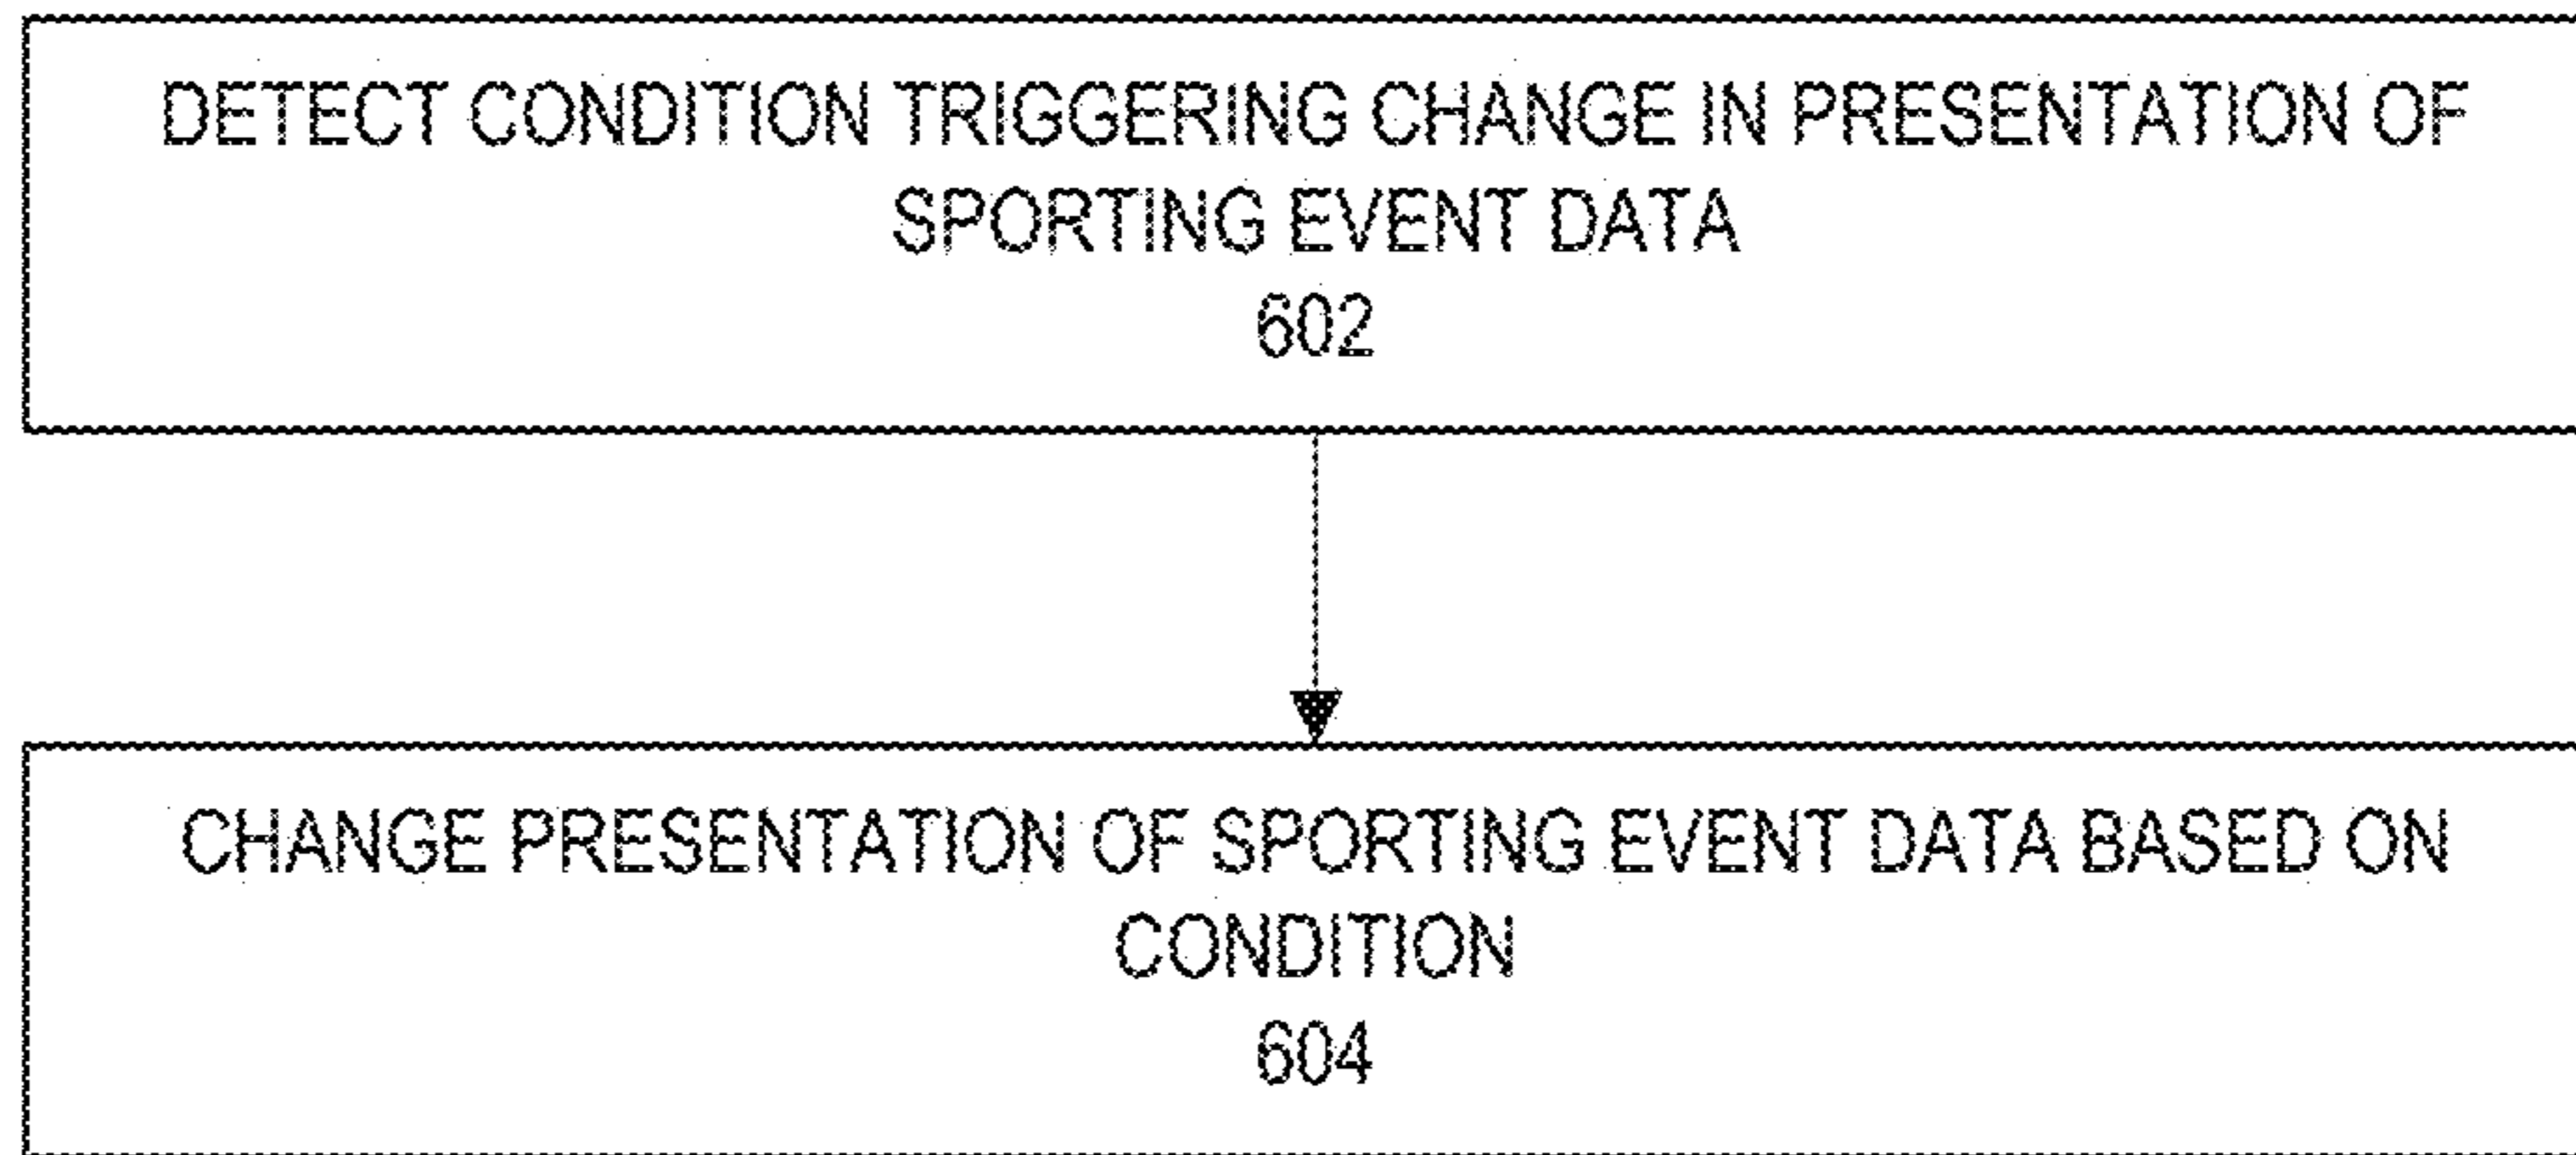 DETECT CONDITION TRIGGERING CHANGE IN PRESENTATION OF
SPORTING EVENT DATA
602
CHANGE PRESENTATION OF SPORTING EVENT DATA BASED ON
CONDITION
604